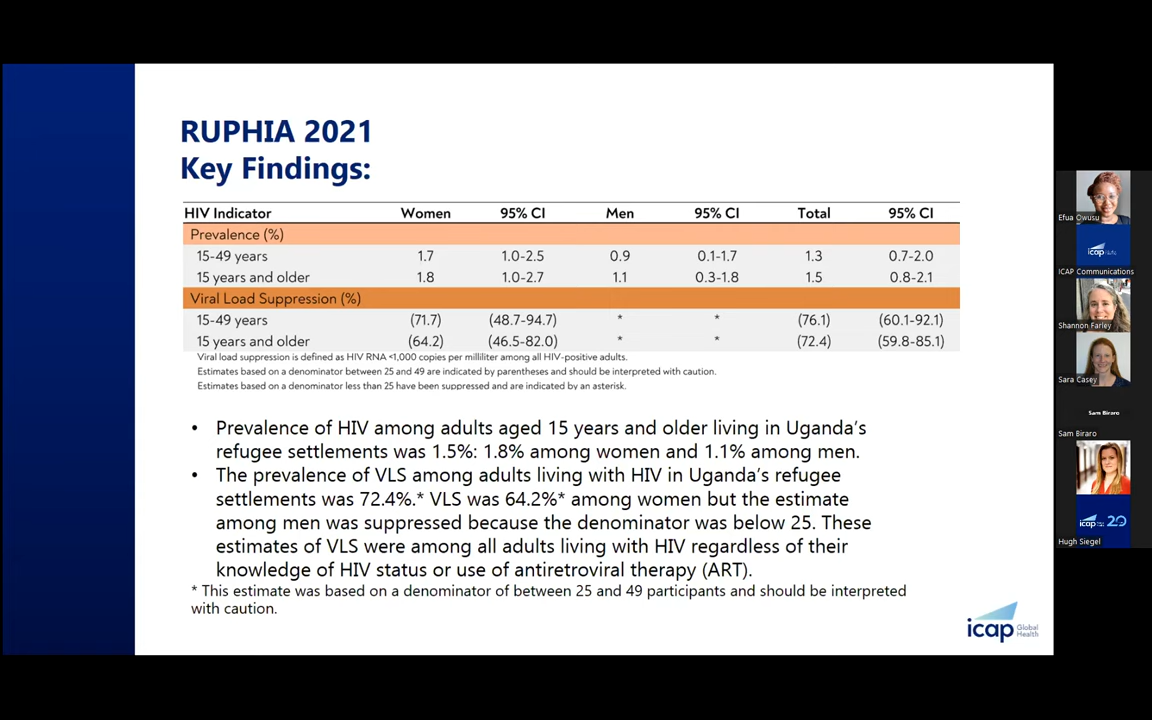 RUPHIA 2021
Key Findings:
HIV Indicator Women 95% CI Men 95% CI Total 95% CI
Prevalence (%)
15-49 years 1.7 1.0-2.5 0.9 0.1-1.7 1.3 0.7-2.0
15 years and older 1.8 1.0-2.7 1.1 0.3-1.8 1.5 0.8-2.1
Viral Load Suppression (%)
15-49 years (71.7) (48.7-94.7) * * (76.1) (60.1-92.1)
15 years and older (64.2) (46.5-82.0) * * (72.4) (59.8-85.1)
Viral load suppression is defined as HIV RNA <1,000 copies per milliliter among all HIV-positive adults.
Estimates based on a denominator between 25 and 49 are indicated by parentheses and should be interpreted with caution.
Estimates based on a denominator less than 25 have been suppressed and are indicated by an asterisk.
• Prevalence of HIV among adults aged 15 years and older living in Uganda's
refugee settlements was 1.5%: 1.8% among women and 1.1% among men.
• The prevalence of VLS among adults living with HIV in Uganda's refugee
settlements was 72.4%.* VLS was 64.2%* among women but the estimate
among men was suppressed because the denominator was below 25. These
estimates of VLS were among all adults living with HIV regardless of their
knowledge of HIV status or use of antiretroviral therapy (ART).
* This estimate was based on a denominator of between 25 and 49 participants and should be interpreted
with caution.
icap Global
Health
Efua Owusu
icap
ICAP Communications
Shannon Farley
Sara Casey
Sam Biraro
Sam Biraro
icap 20
Hugh Siegel